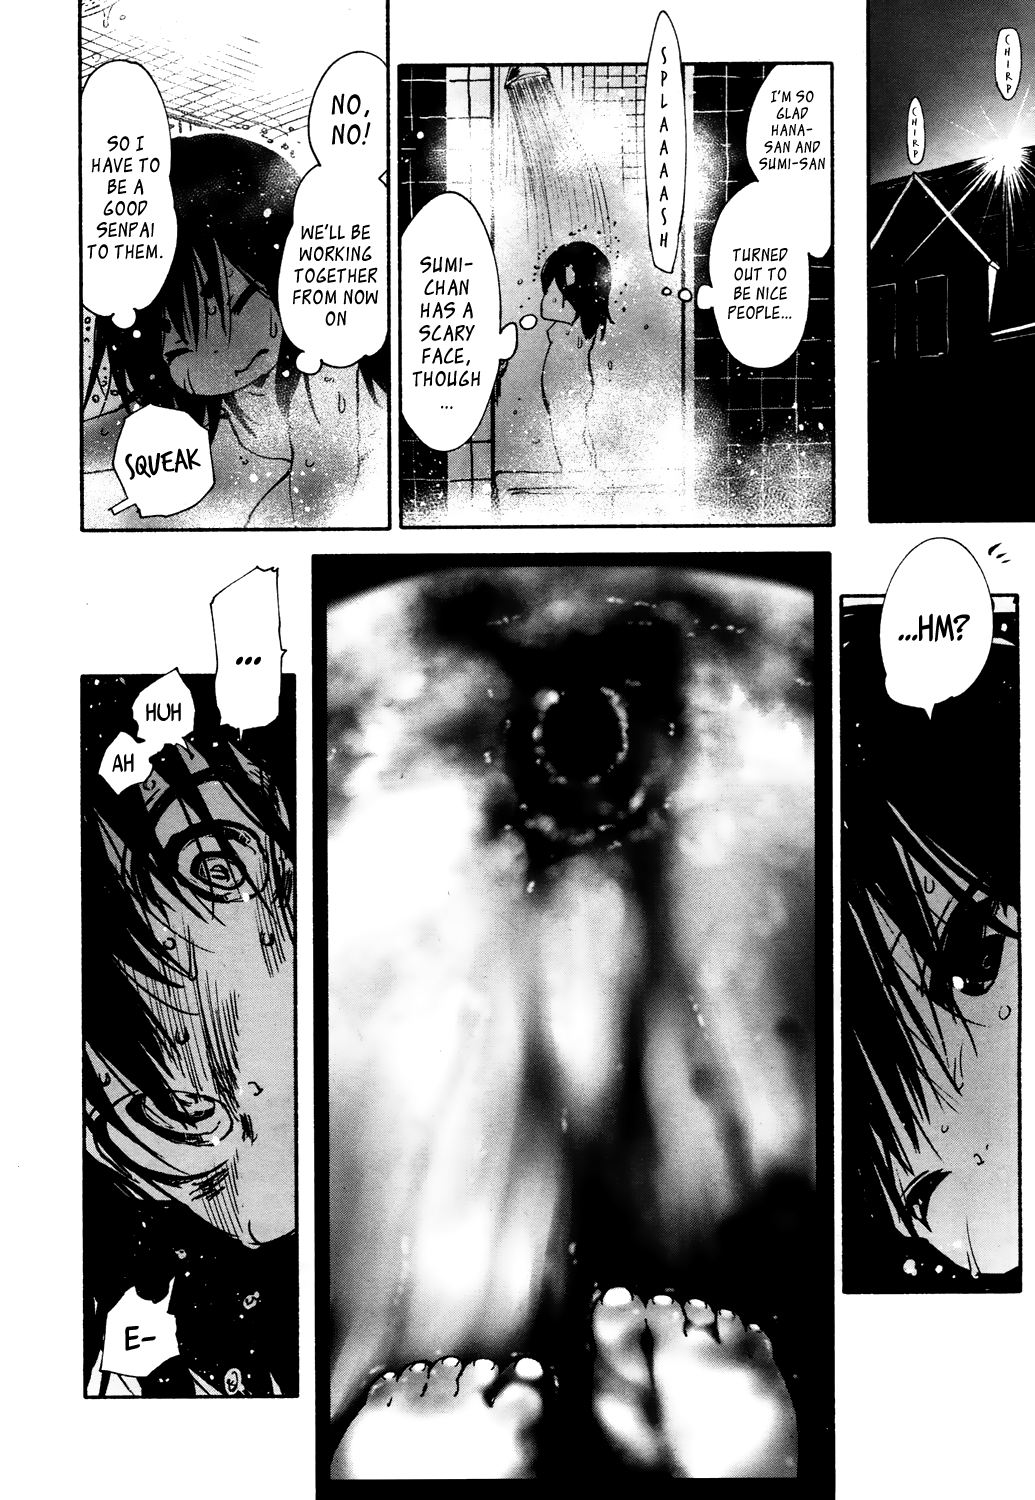 CHIRP
CHIRP
I'M SO
GLAD
HANA-
SAN AND
SUMI-SAN
TURNED
OUT TO
BE NICE
PEOPLE...
SPLAAAASH
SUMI-
CHAN
HAS A
SCARY
FACE,
THOUGH
...
NO,
NO!
WE'LL BE
WORKING
TOGETHER
FROM NOW
ON
SO I
HAVE TO
BE A
GOOD
SENPAI
TO THEM.
SQUEAK
...HM?
...
HUH
AH
E-